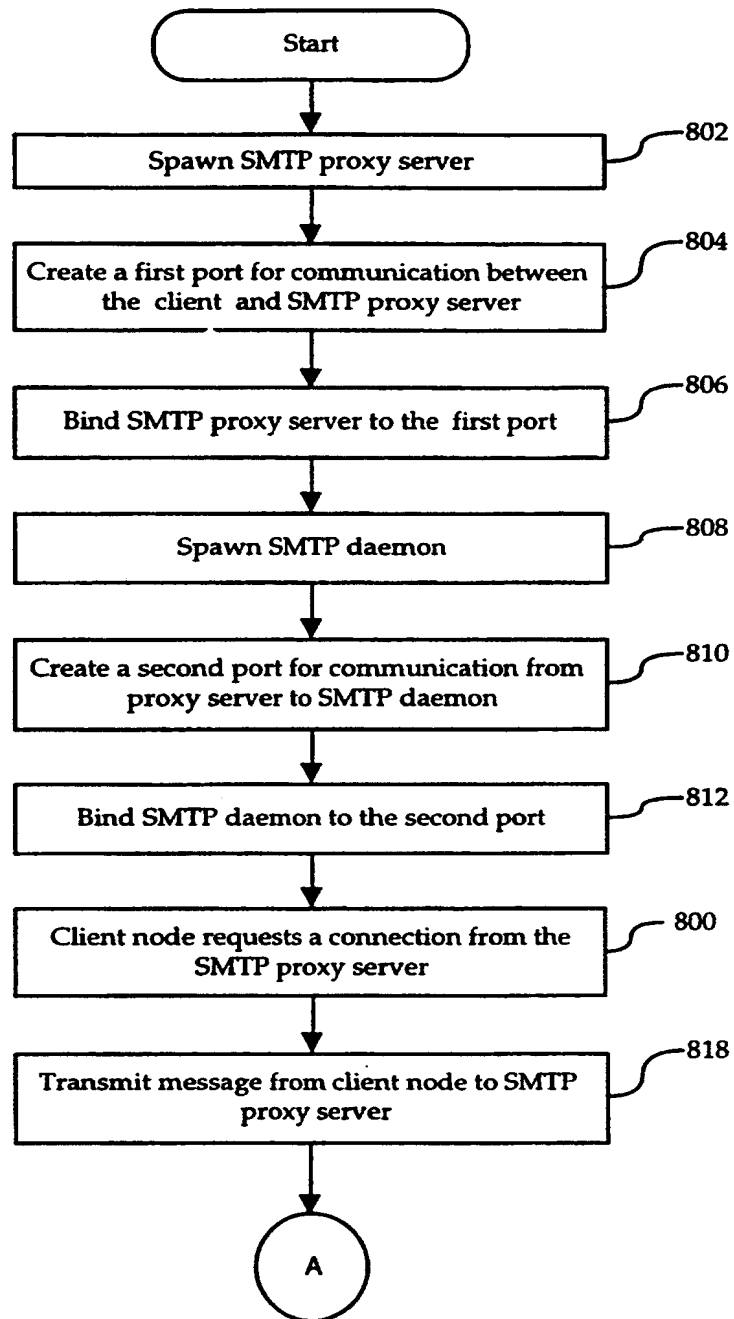 Start
Spawn SMTP proxy server
802
Create a first port for communication between
the client and SMTP proxy server
804
Bind SMTP proxy server to the first port
806
Spawn SMTP daemon
808
Create a second port for communication from
proxy server to SMTP daemon
810
Bind SMTP daemon to the second port
812
Client node requests a connection from the
SMTP proxy server
800
Transmit message from client node to SMTP
proxy server
818
A